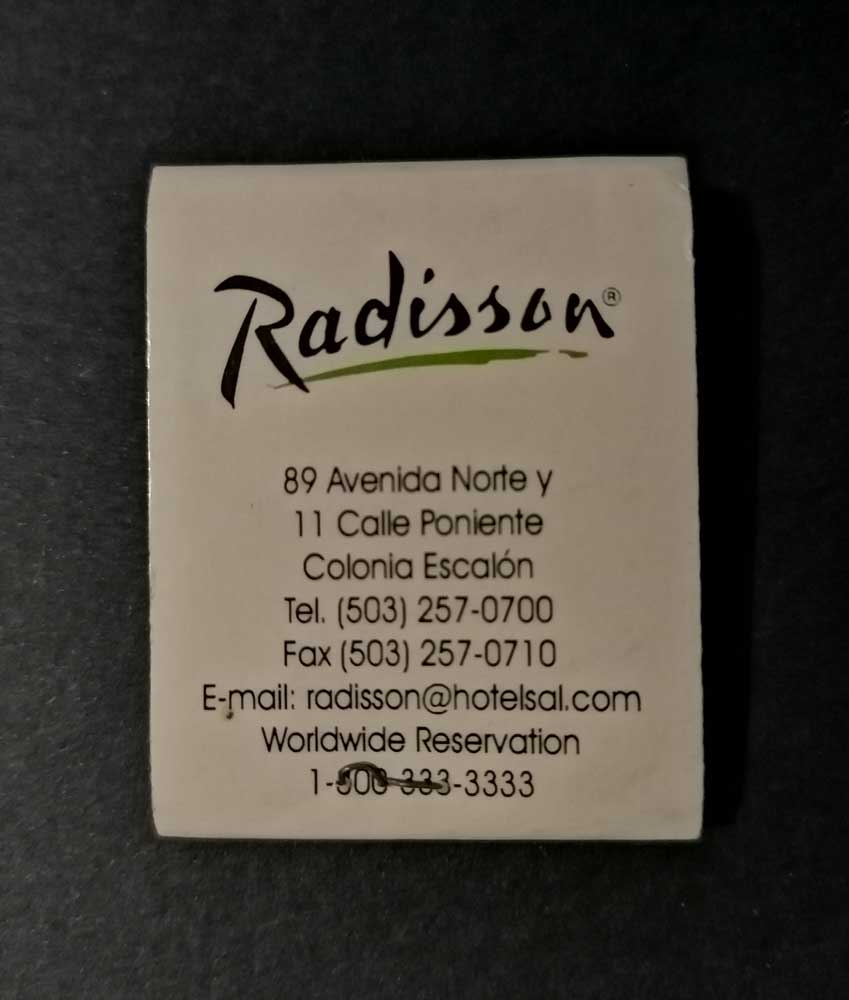 Radisson®
89 Avenida Norte y
11 Calle Poniente
Colonia Escalón
Tel. (503) 257-0700
Fax (503) 257-0710
E-mail: radisson@hotelsal.com
Worldwide Reservation
1-800-333-3333